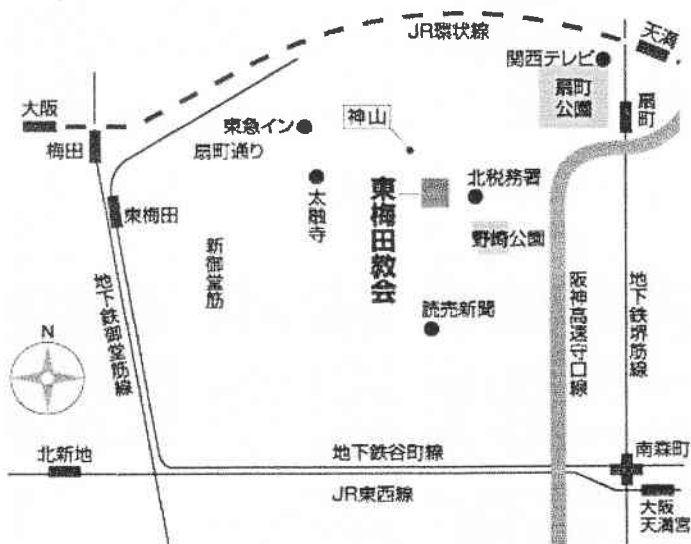 JR環状線
天満
関西テレビ
扇町
公園
扇町
大阪
梅田
東急イン
神山
扇町通り
東梅田
太融寺
東梅田教会
北税務署
野崎公園
新御堂筋
地下鉄御堂筋線
読売新聞
阪神高速守口線
地下鉄堺筋線
N
北新地
地下鉄谷町線
南森町
JR東西線
大阪
天満宮